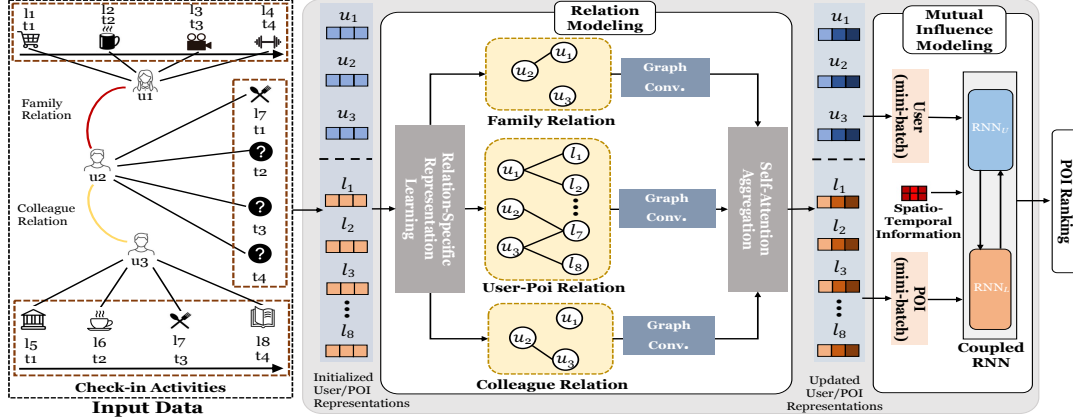 l1 l2 l3 l4
t1 t2 t3 t4
u1
Family
Relation
l7
t1
?
t2
u2
?
t3
Colleague
Relation
?
t4
u3
l5 l6 l7 l8
t1 t2 t3 t4
Check-in Activities
Input Data
u1
u2
u3
l1
l2
l3
l8
Initialized
User/POI
Representations
Relation
Modeling
Relation-Specific
Representation
Learning
u1
u2
u3
Family Relation
Graph
Conv.
u1
u2
u3
l1
l2
l7
l8
User-Poi Relation
Graph
Conv.
u1
u2
u3
Colleague Relation
Graph
Conv.
Self-Attention
Aggregation
u1
u2
u3
l1
l2
l3
l8
Updated
User/POI
Representations
Mutual
Influence
Modeling
User
(mini-batch)
Spatio-
Temporal
Information
POI
(mini-batch)
RNN_U
RNN_L
Coupled
RNN
POI Ranking